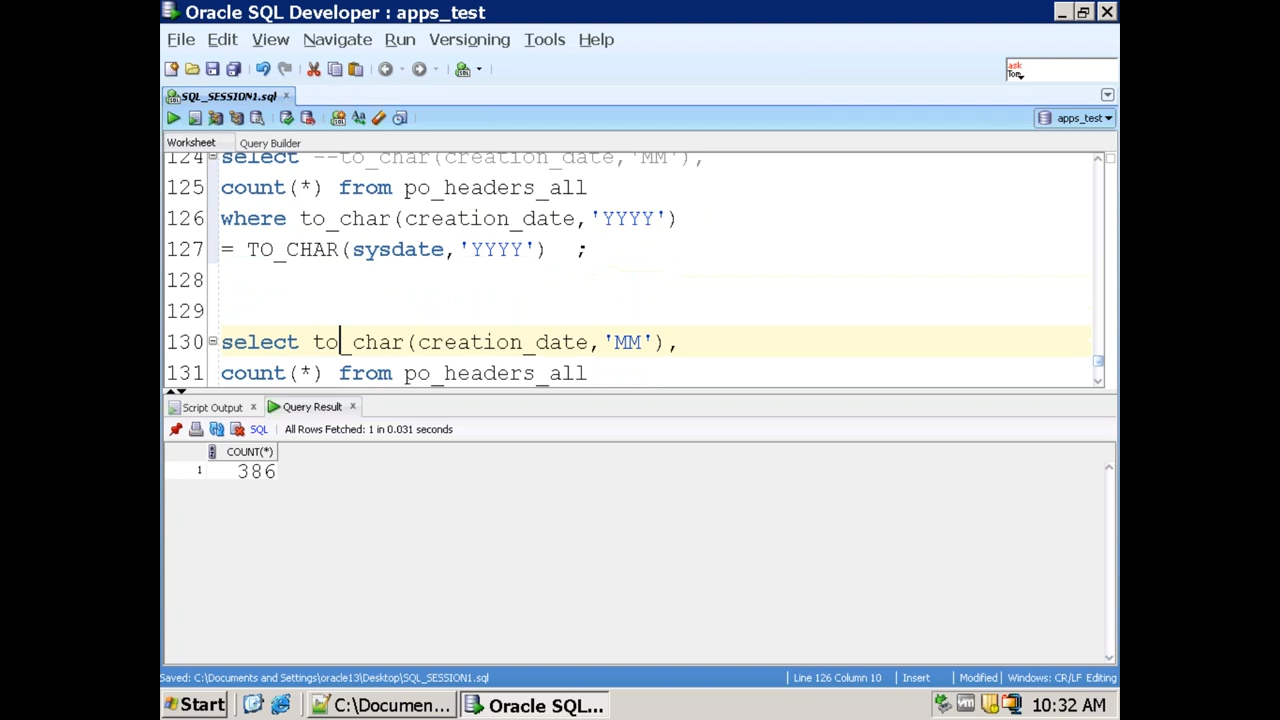 Oracle SQL Developer : apps_test
File Edit View Navigate Run Versioning Tools Help
ask
Tom
SQL_SESSION1.sql
apps_test
Worksheet Query Builder
124 select --to_char(creation_date,'MM'),
125 count(*) from po_headers_all
126 where to_char(creation_date,'YYYY')
127 = TO_CHAR(sysdate,'YYYY') ;
128
129
130 select to_char(creation_date,'MM'),
131 count(*) from po_headers_all
Script Output x Query Result x
SQL All Rows Fetched: 1 in 0.031 seconds
COUNT(*)
1 386
Saved: C:\Documents and Settings\oracle13\Desktop\SQL_SESSION1.sql Line 126 Column 10 Insert Modified Windows: CR/LF Editing
Start C:\Documen... Oracle SQL... 10:32 AM